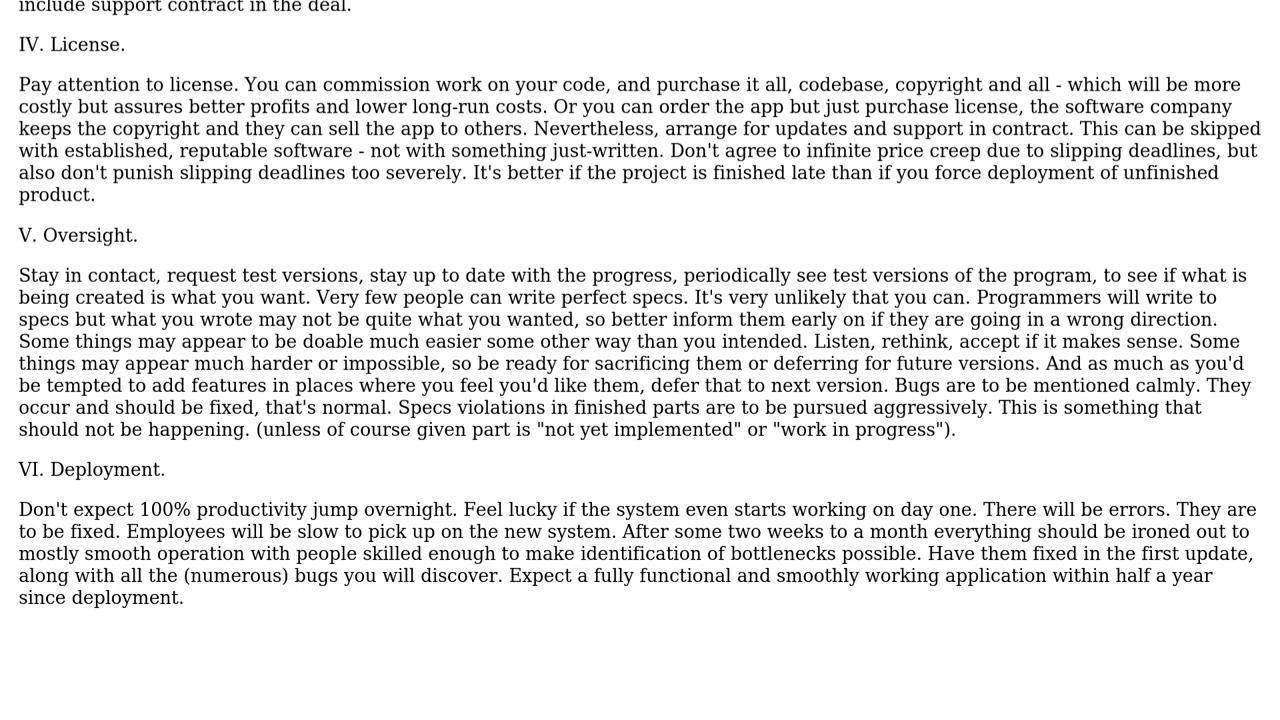 include support contract in the deal.
IV. License.
Pay attention to license. You can commission work on your code, and purchase it all, codebase, copyright and all - which will be more
costly but assures better profits and lower long-run costs. Or you can order the app but just purchase license, the software company
keeps the copyright and they can sell the app to others. Nevertheless, arrange for updates and support in contract. This can be skipped
with established, reputable software - not with something just-written. Don't agree to infinite price creep due to slipping deadlines, but
also don't punish slipping deadlines too severely. It's better if the project is finished late than if you force deployment of unfinished
product.
V. Oversight.
Stay in contact, request test versions, stay up to date with the progress, periodically see test versions of the program, to see if what is
being created is what you want. Very few people can write perfect specs. It's very unlikely that you can. Programmers will write to
specs but what you wrote may not be quite what you wanted, so better inform them early on if they are going in a wrong direction.
Some things may appear to be doable much easier some other way than you intended. Listen, rethink, accept if it makes sense. Some
things may appear much harder or impossible, so be ready for sacrificing them or deferring for future versions. And as much as you'd
be tempted to add features in places where you feel you'd like them, defer that to next version. Bugs are to be mentioned calmly. They
occur and should be fixed, that's normal. Specs violations in finished parts are to be pursued aggressively. This is something that
should not be happening. (unless of course given part is "not yet implemented" or "work in progress").
VI. Deployment.
Don't expect 100% productivity jump overnight. Feel lucky if the system even starts working on day one. There will be errors. They are
to be fixed. Employees will be slow to pick up on the new system. After some two weeks to a month everything should be ironed out to
mostly smooth operation with people skilled enough to make identification of bottlenecks possible. Have them fixed in the first update,
along with all the (numerous) bugs you will discover. Expect a fully functional and smoothly working application within half a year
since deployment.